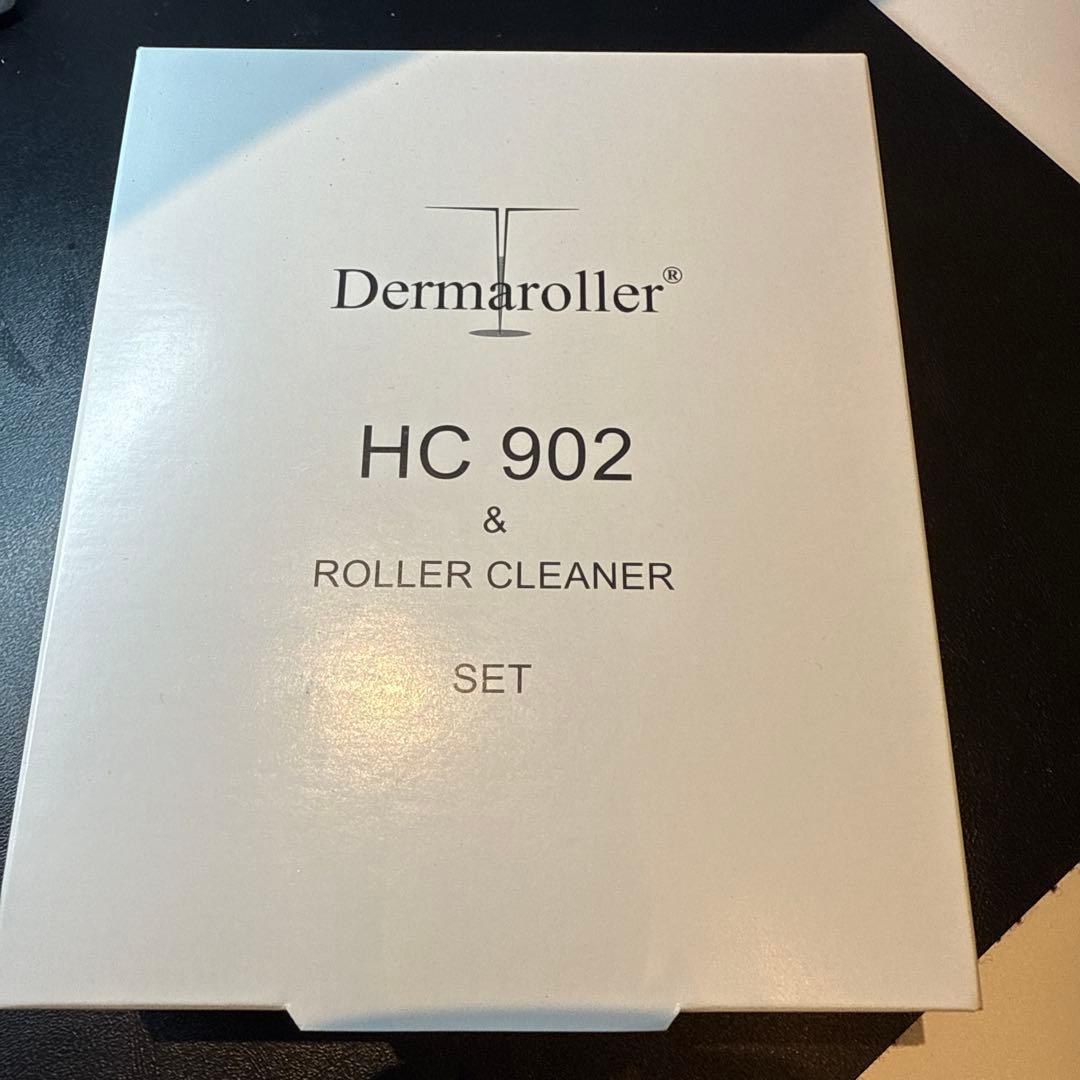 Dermaroller®
HC 902
&
ROLLER CLEANER
SET